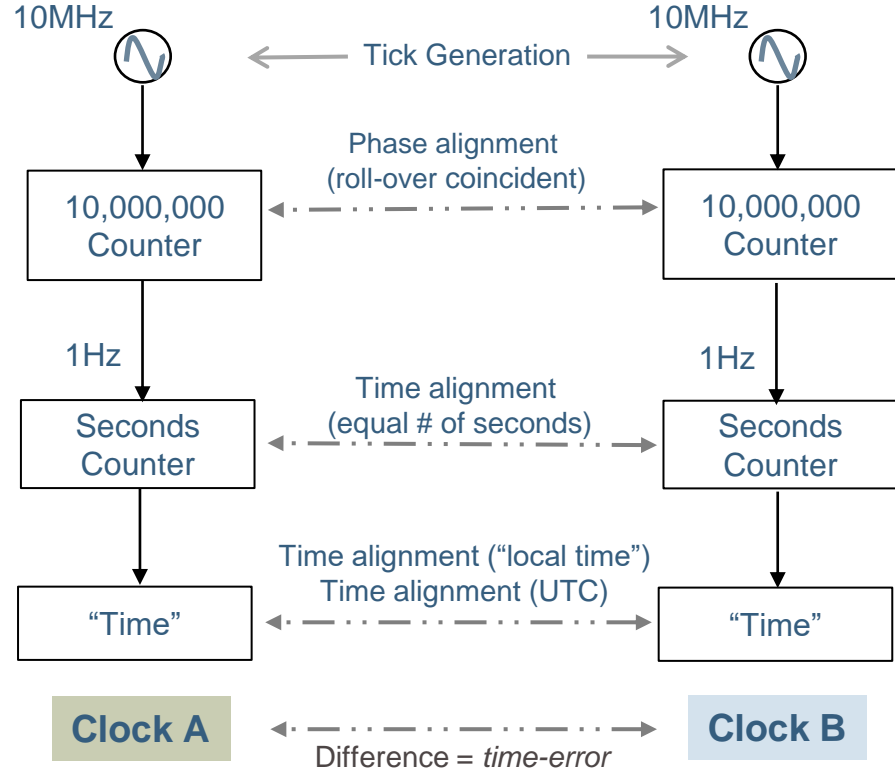 10MHz
10MHz
Tick Generation
Phase alignment
(roll-over coincident)
10,000,000
Counter
10,000,000
Counter
1Hz
1Hz
Time alignment
(equal # of seconds)
Seconds
Counter
Seconds
Counter
Time alignment (“local time”)
Time alignment (UTC)
“Time”
“Time”
Clock A
Clock B
Difference = time-error